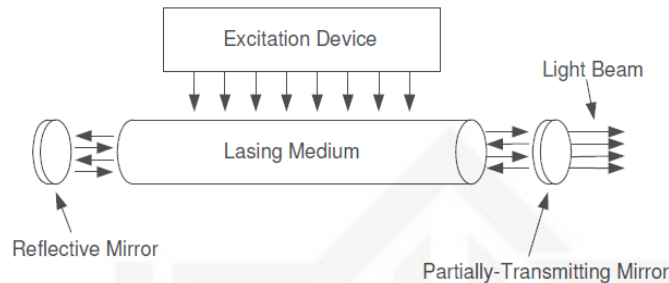 Excitation Device
Light Beam
Lasing Medium
Reflective Mirror
Partially-Transmitting Mirror